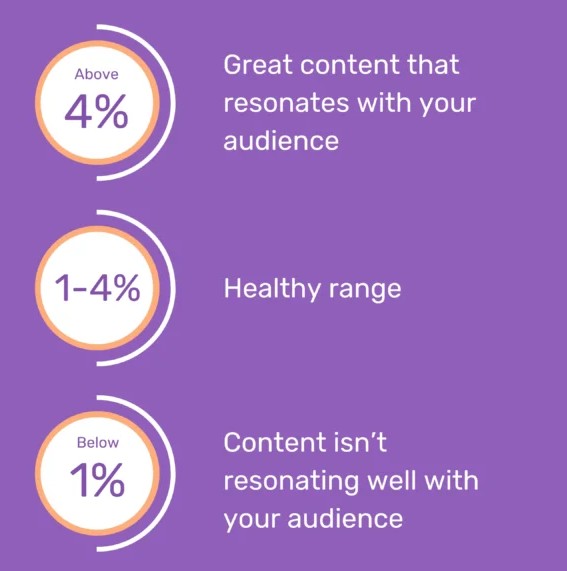 Above
4%
Great content that
resonates with your
audience
1-4%
Healthy range
Below
1%
Content isn’t
resonating well with
your audience